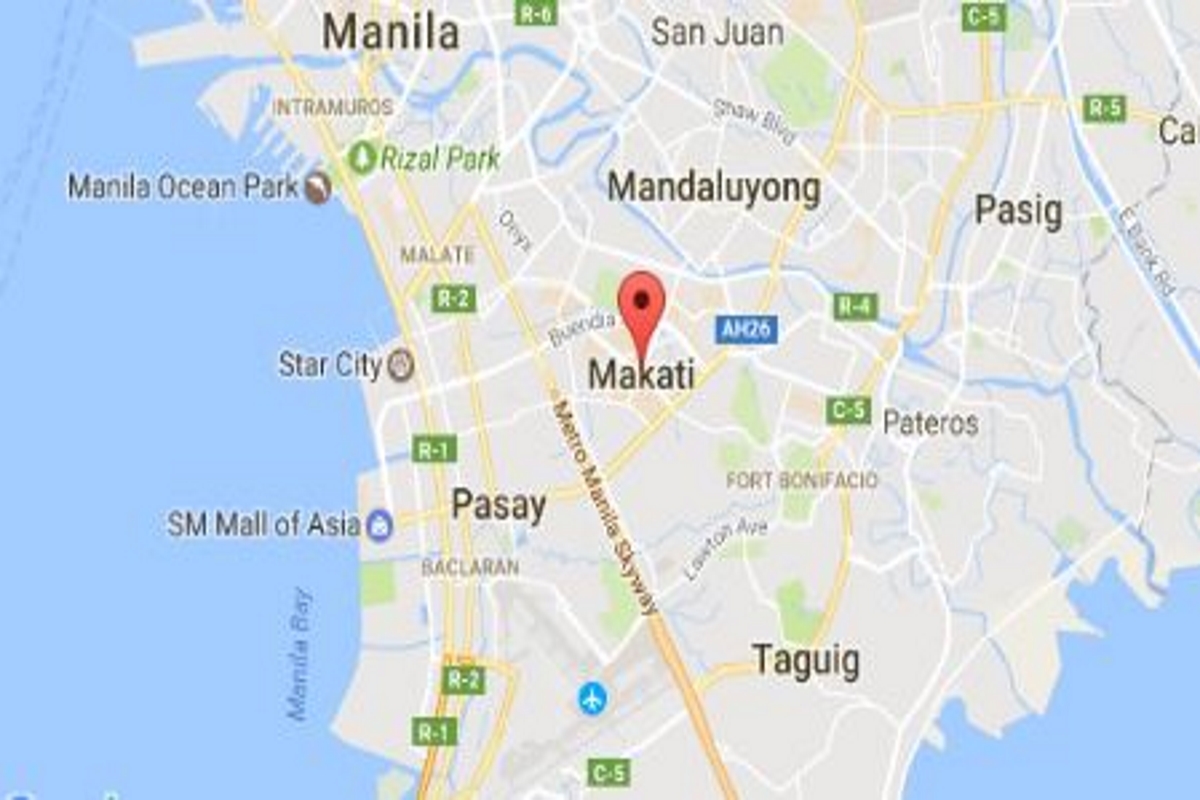 R-6
C-5
Manila
San Juan
INTRAMUROS
Shaw Blvd
R-5
Ca
Rizal Park
Manila Ocean Park
Mandaluyong
Pasig
Onyx
E Bank Rd
MALATE
R-2
R-4
Buendia
AH26
Star City
Makati
C-5
Pateros
R-1
Metro Manila Skyway
FORT BONIFACIO
Pasay
SM Mall of Asia
Lawton Ave
BACLARAN
Manila Bay
Taguig
R-2
R-1
C-5